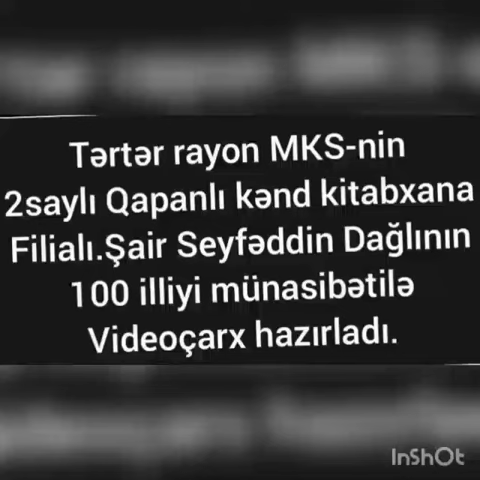 Tərtər rayon MKS-nin
2saylı Qapanlı kənd kitabxana
Filialı.Şair Seyfəddin Dağlının
100 illiyi münasibətilə
Videoçarx hazırladı.
InShOt